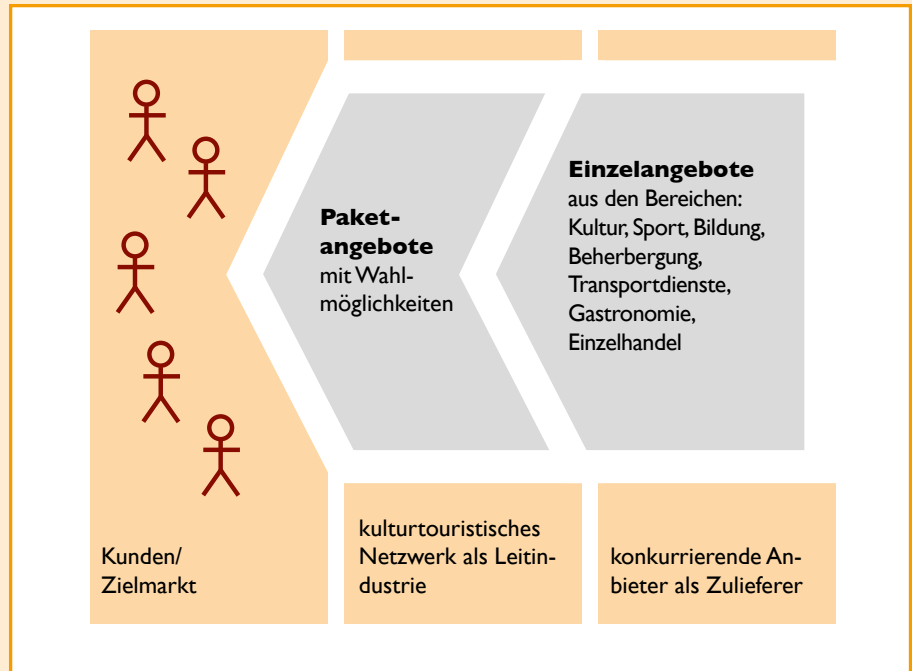 Paket-
angebote
mit Wahl-
möglichkeiten
Einzelangebote
aus den Bereichen:
Kultur, Sport, Bildung,
Beherbergung,
Transportdienste,
Gastronomie,
Einzelhandel
Kunden/
Zielmarkt
kulturtouristisches
Netzwerk als Leitin-
dustrie
konkurrierende An-
bieter als Zulieferer